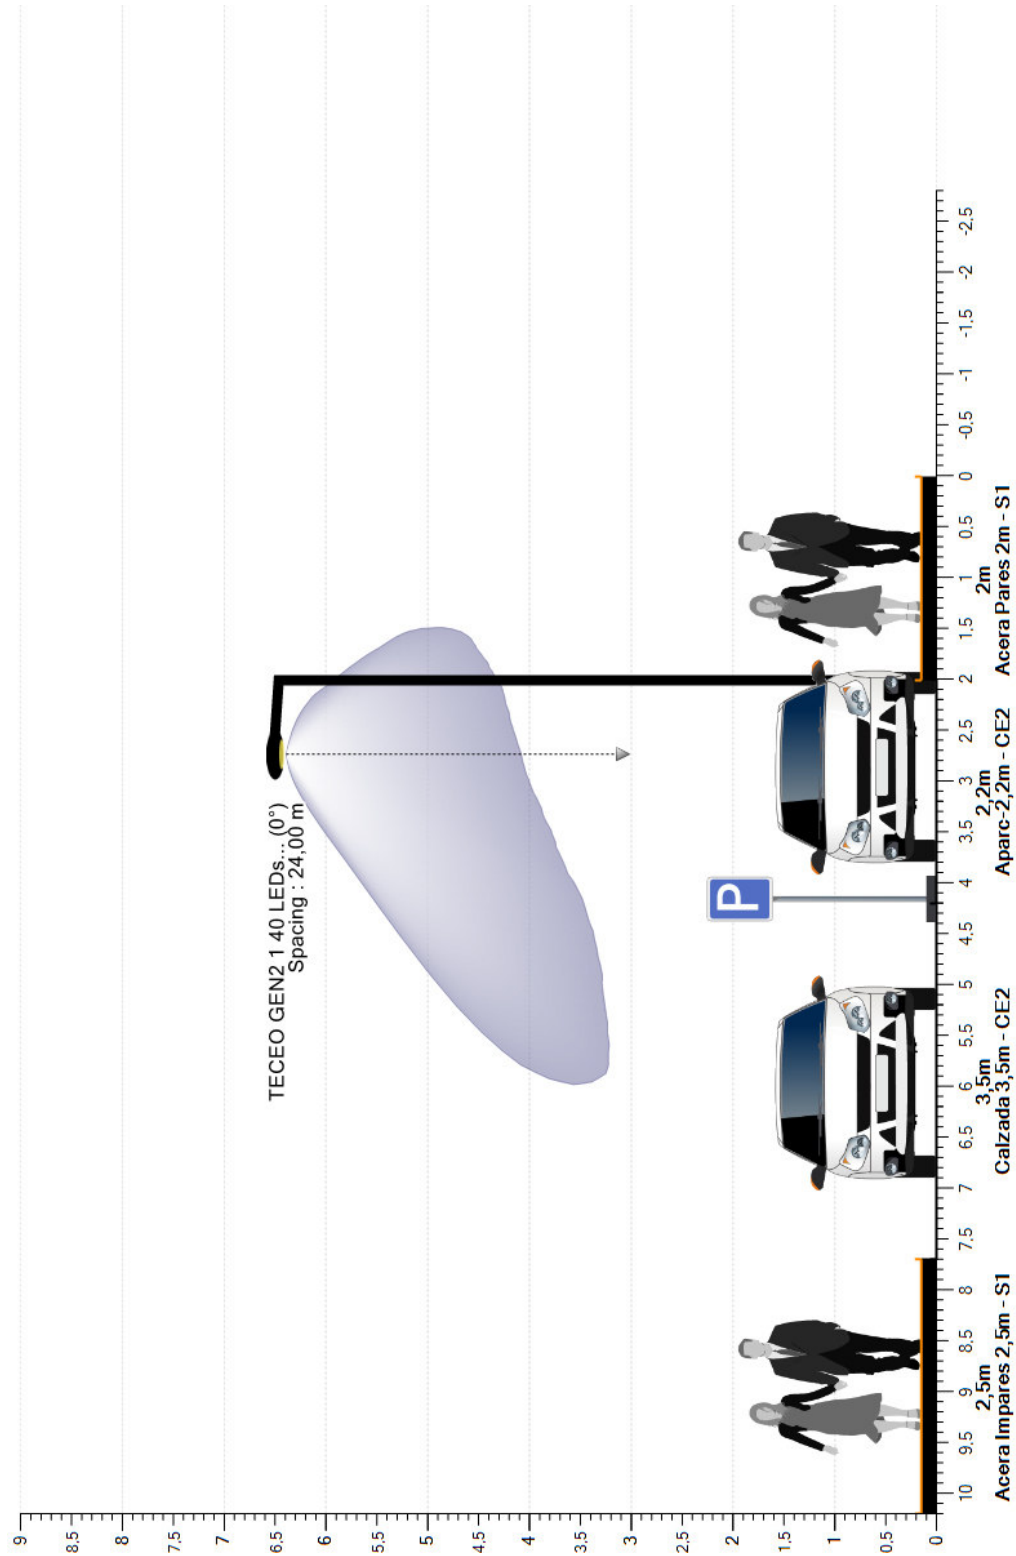 9
8.5
8
7.5
7
6.5
6
5.5
5
4.5
4
3.5
3
2.5
2
1.5
1
0.5
0
TECEO GEN2 1 40 LEDs... (0°)
Spacing : 24,00 m
P
10 9.5 9 8.5 8 7.5 7 6.5 6 5.5 5 4.5 4 3.5 3 2.5 2 1.5 1 0.5 0 -0.5 -1 -1.5 -2 -2.5
2,5m
Acera Impares 2,5m - S1
3,5m
Calzada 3,5m - CE2
2,2m
Aparc-2,2m - CE2
2m
Acera Pares 2m - S1